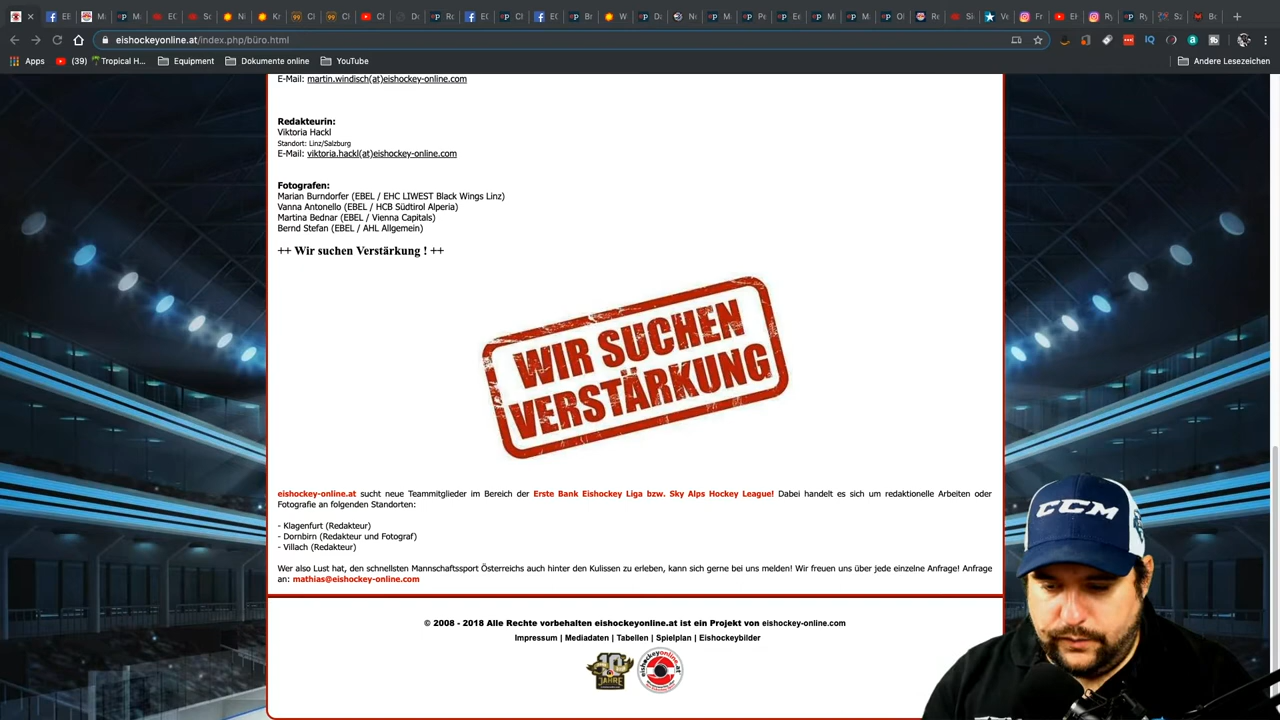 eishockeyonline.at/index.php/büro.html
Apps
(39) Tropical H...
Equipment
Dokumente online
YouTube
Andere Lesezeichen
E-Mail: martin.windisch(at)eishockey-online.com
Redakteurin:
Viktoria Hackl
Standort: Linz/Salzburg
E-Mail: viktoria.hackl(at)eishockey-online.com
Fotografen:
Marian Burndorfer (EBEL / EHC LIWEST Black Wings Linz)
Vanna Antonello (EBEL / HCB Südtirol Alperia)
Martina Bednar (EBEL / Vienna Capitals)
Bernd Stefan (EBEL / AHL Allgemein)
++ Wir suchen Verstärkung ! ++
WIR SUCHEN
VERSTÄRKUNG
eishockey-online.at sucht neue Teammitglieder im Bereich der Erste Bank Eishockey Liga bzw. Sky Alps Hockey League! Dabei handelt es sich um redaktionelle Arbeiten oder
Fotografie an folgenden Standorten:
- Klagenfurt (Redakteur)
- Dornbirn (Redakteur und Fotograf)
- Villach (Redakteur)
Wer also Lust hat, den schnellsten Mannschaftssport Österreichs auch hinter den Kulissen zu erleben, kann sich gerne bei uns melden! Wir freuen uns über jede einzelne Anfrage! Anfrage
an: mathias@eishockey-online.com
© 2008 - 2018 Alle Rechte vorbehalten eishockeyonline.at ist ein Projekt von eishockey-online.com
Impressum | Mediadaten | Tabellen | Spielplan | Eishockeybilder
10
JAHRE
eishockeyonline.at
CCM